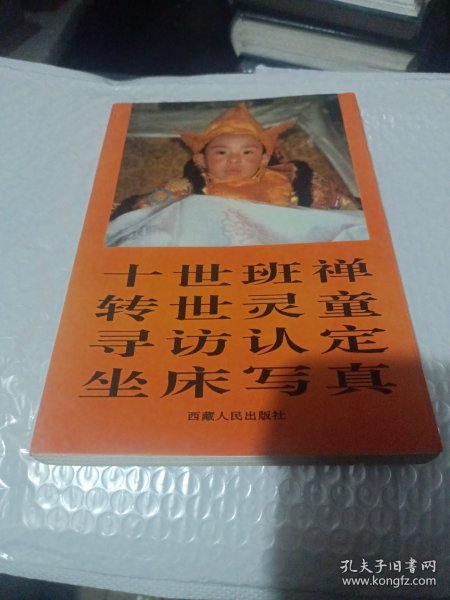 十世班禅
转世灵童
寻访认定
坐床写真
西藏人民出版社
孔夫子旧书网
www.kongfz.com